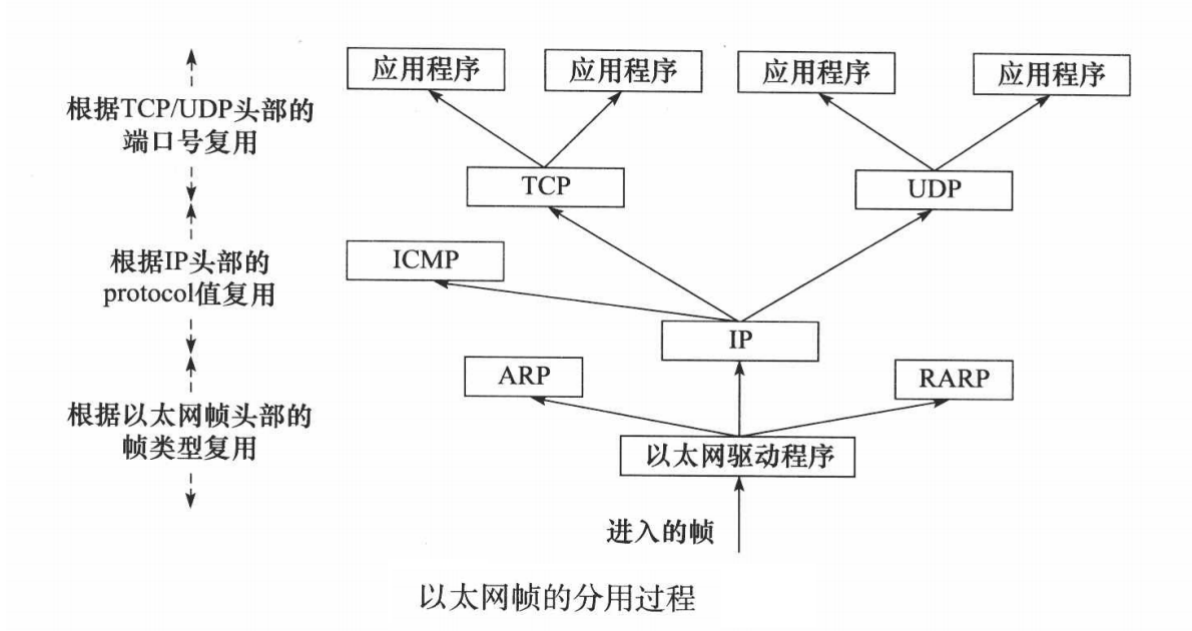 应用程序
应用程序
应用程序
应用程序
根据TCP/UDP头部的
端口号复用
TCP
UDP
根据IP头部的
protocol值复用
ICMP
IP
ARP
RARP
根据以太网帧头部的
帧类型复用
以太网驱动程序
进入的帧
以太网帧的分用过程